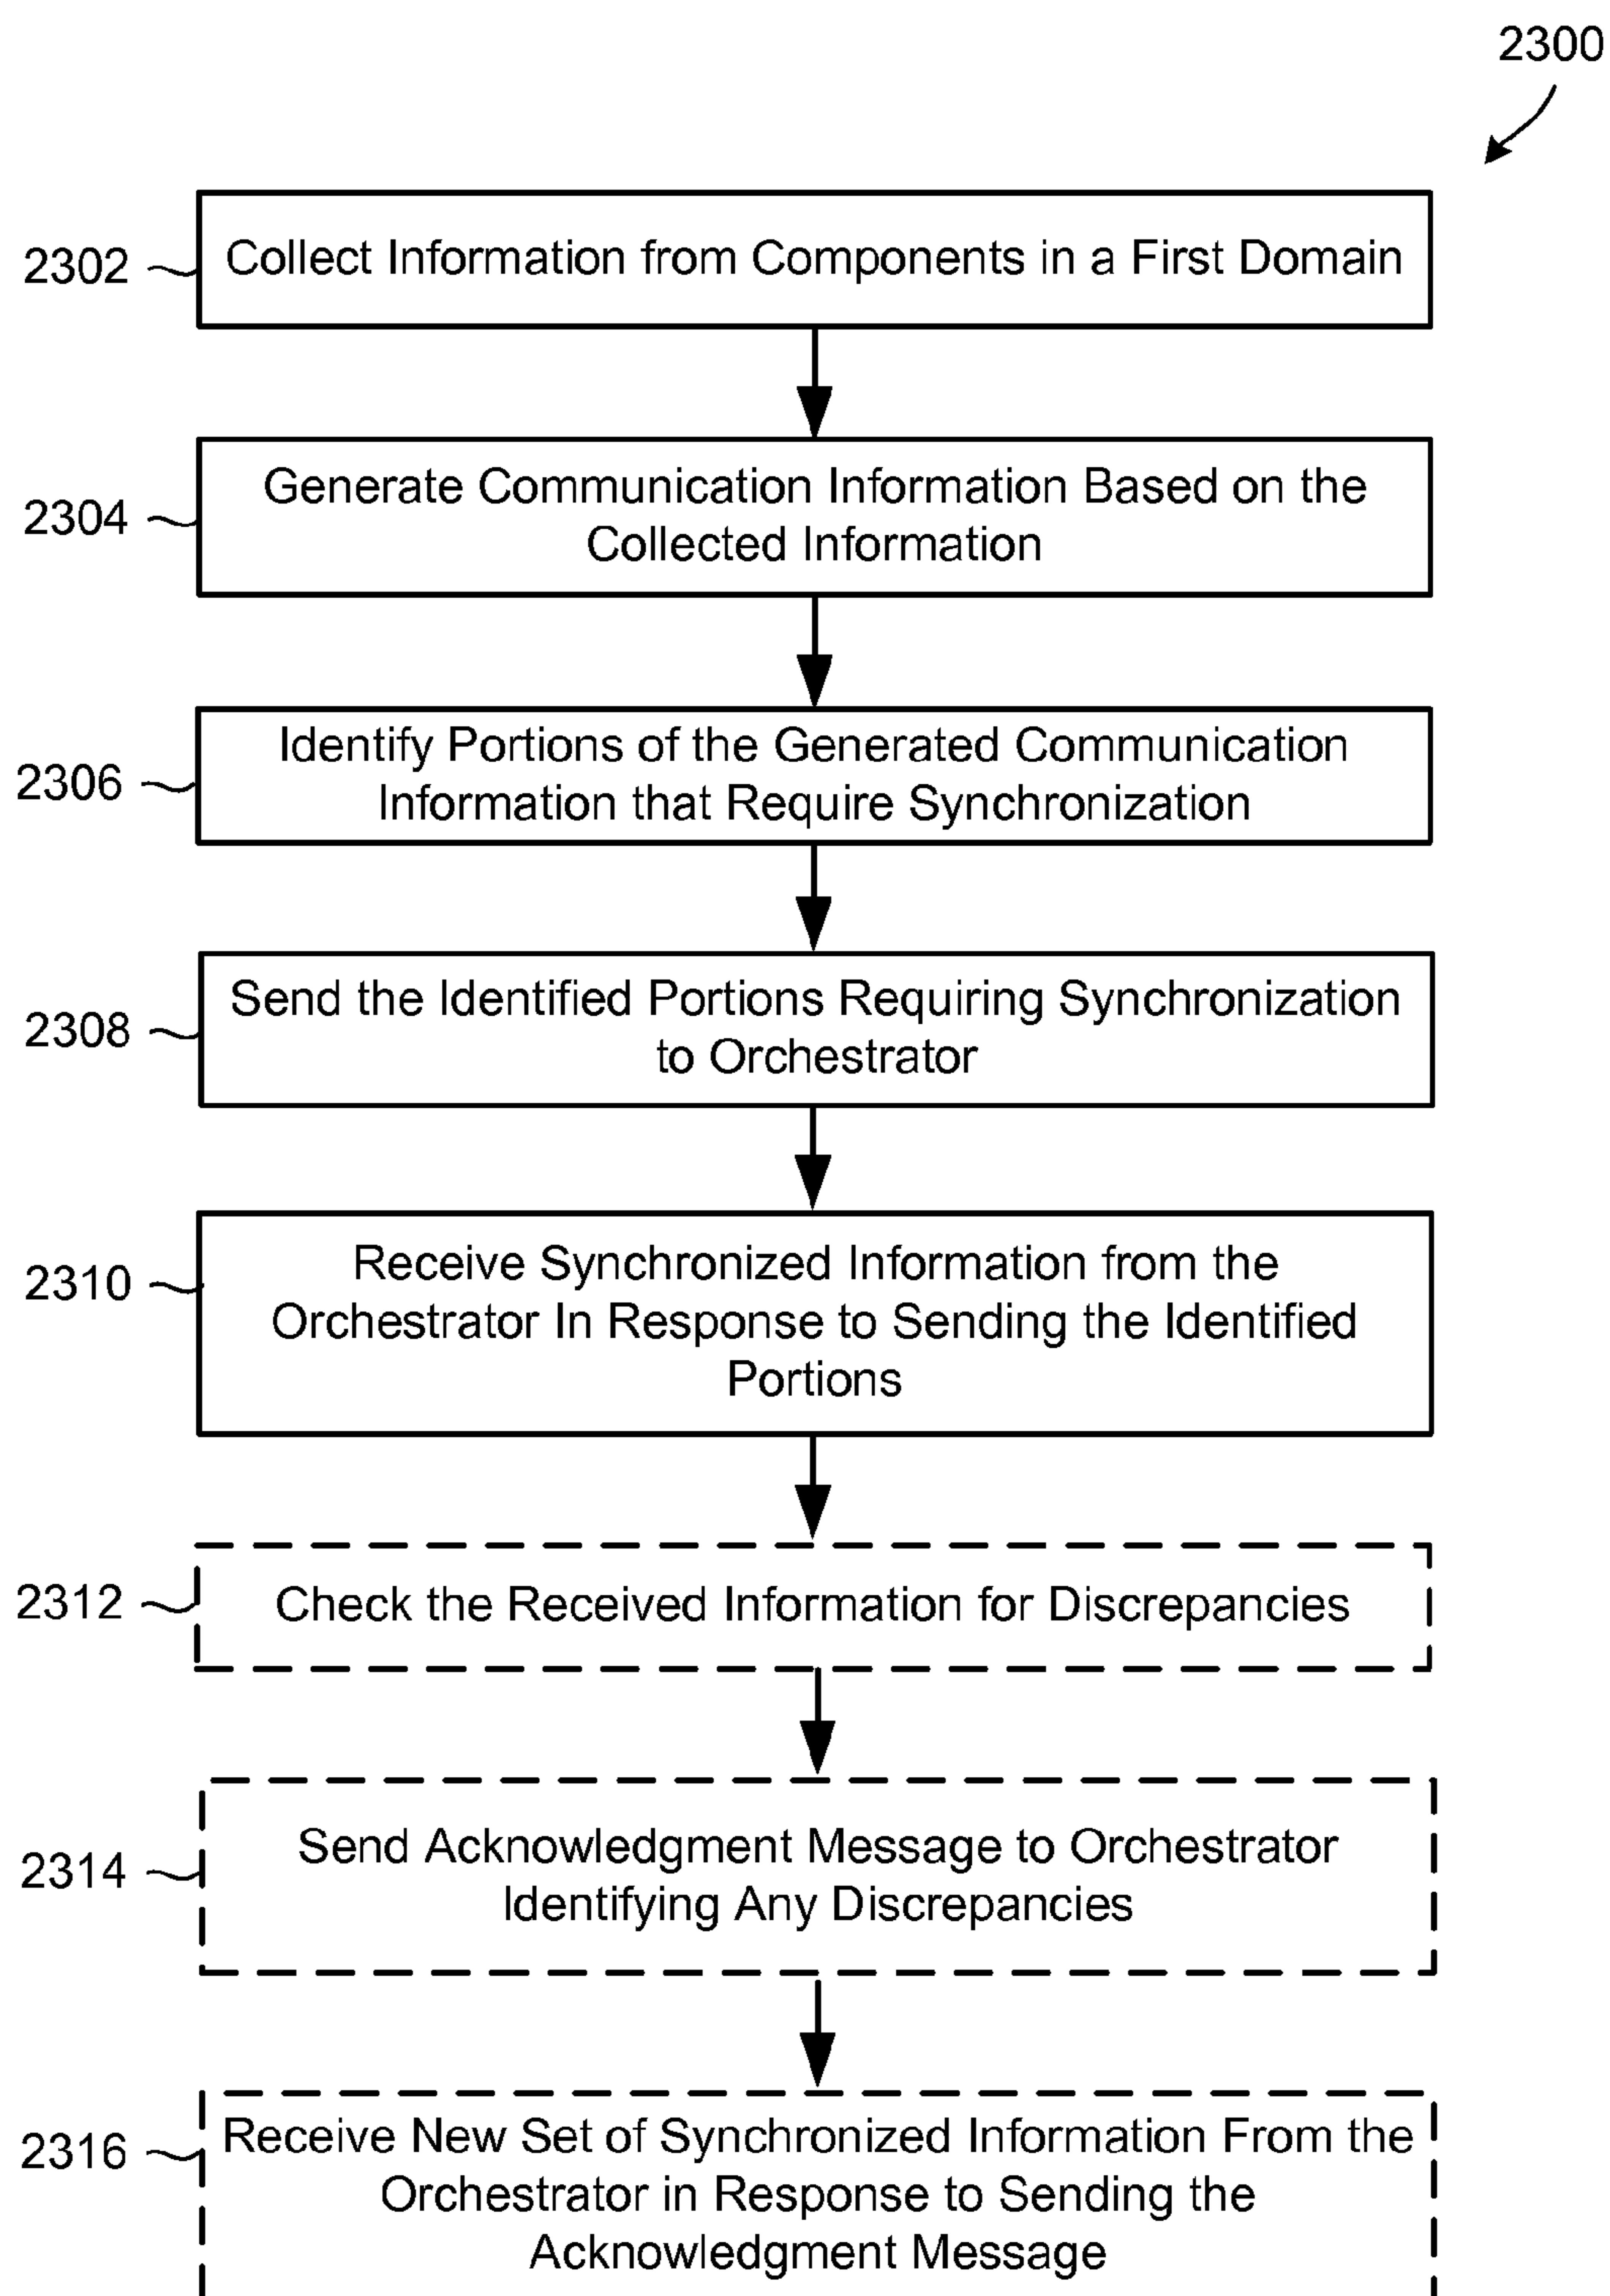 2300
2302
Collect Information from Components in a First Domain
2304
Generate Communication Information Based on the
Collected Information
2306
Identify Portions of the Generated Communication
Information that Require Synchronization
2308
Send the Identified Portions Requiring Synchronization
to Orchestrator
2310
Receive Synchronized Information from the
Orchestrator In Response to Sending the Identified
Portions
2312
Check the Received Information for Discrepancies
2314
Send Acknowledgment Message to Orchestrator
Identifying Any Discrepancies
2316
Receive New Set of Synchronized Information From the
Orchestrator in Response to Sending the
Acknowledgment Message